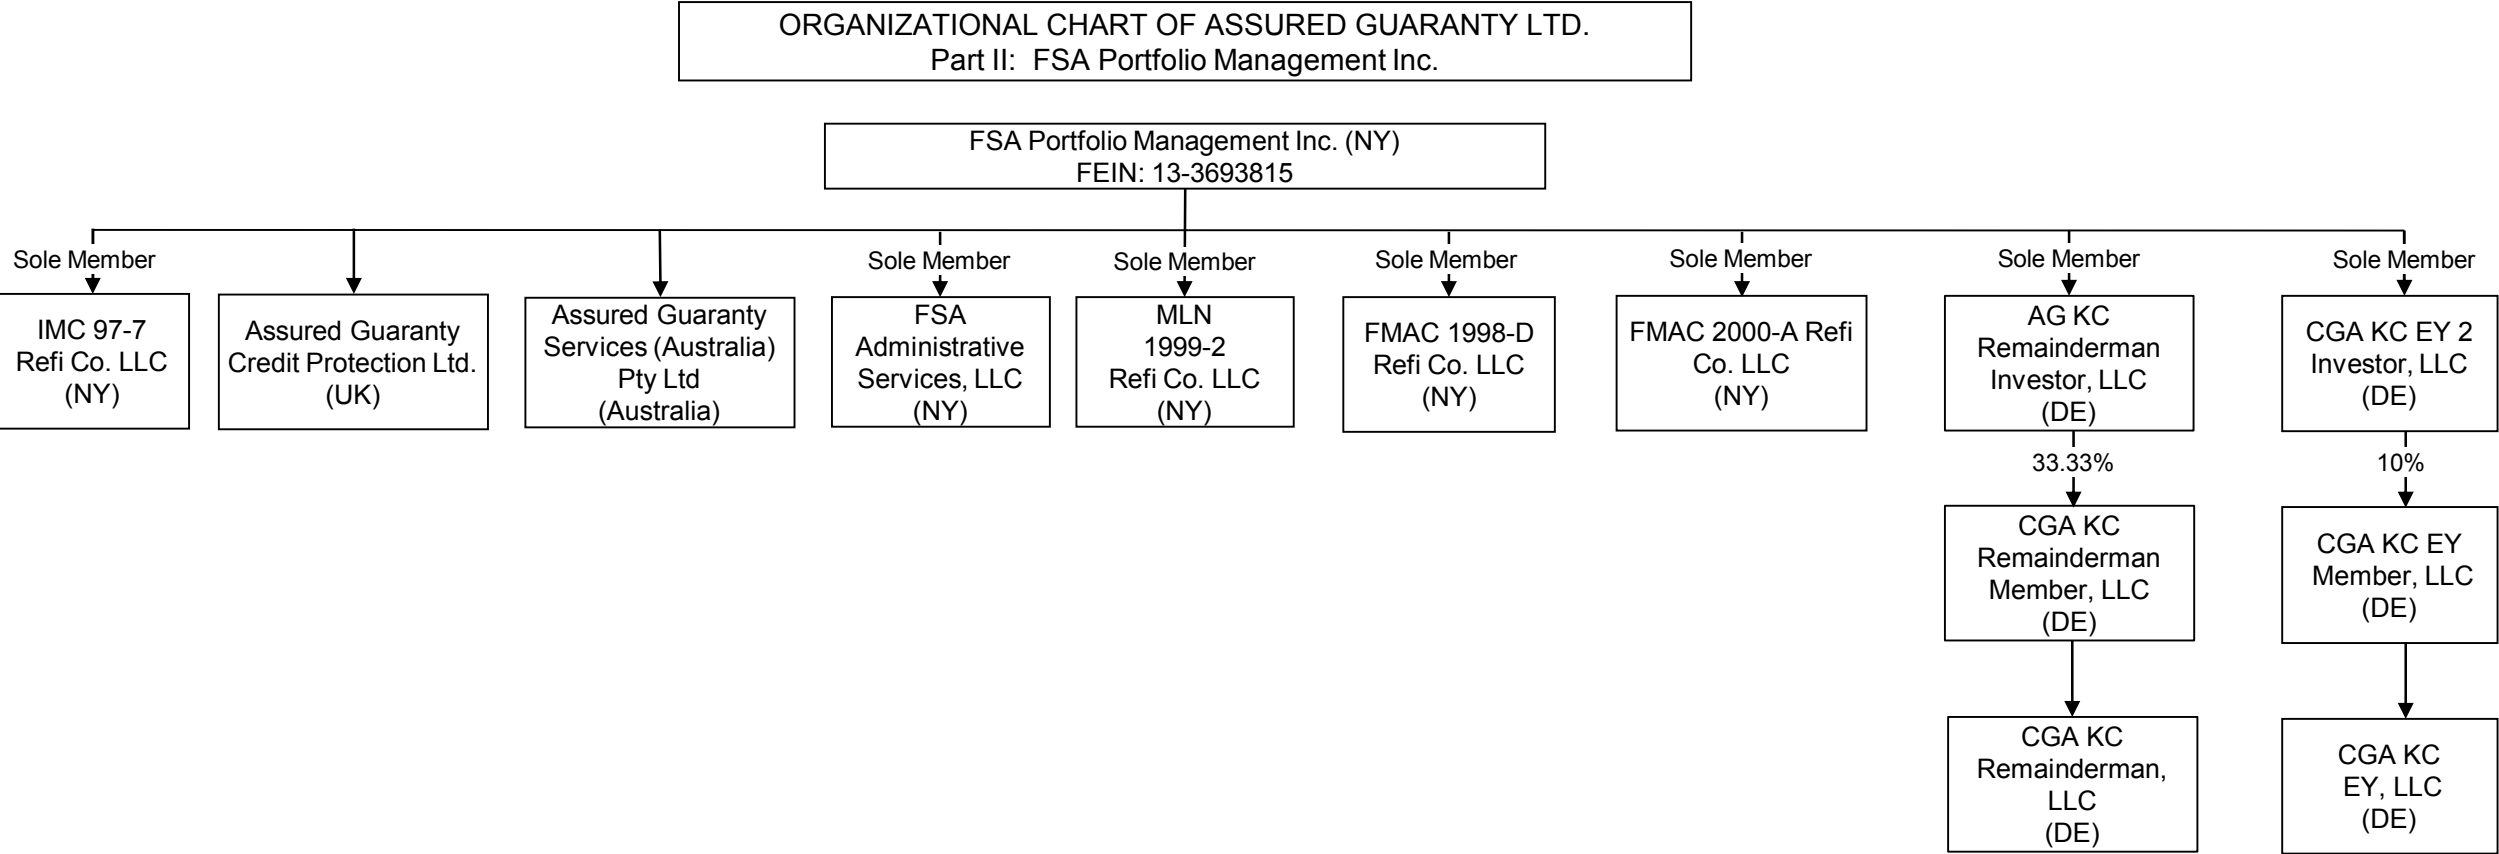 ORGANIZATIONAL CHART OF ASSURED GUARANTY LTD.
Part II: FSA Portfolio Management Inc.
FSA Portfolio Management Inc. (NY)
FEIN: 13-3693815
Sole Member
IMC 97-7
Refi Co. LLC
(NY)
Assured Guaranty
Credit Protection Ltd.
(UK)
Assured Guaranty
Services (Australia)
Pty Ltd
(Australia)
Sole Member
FSA
Administrative
Services, LLC
(NY)
Sole Member
MLN
1999-2
Refi Co. LLC
(NY)
Sole Member
FMAC 1998-D
Refi Co. LLC
(NY)
Sole Member
FMAC 2000-A Refi
Co. LLC
(NY)
Sole Member
AG KC
Remainderman
Investor, LLC
(DE)
33.33%
CGA KC
Remainderman
Member, LLC
(DE)
CGA KC
Remainderman,
LLC
(DE)
Sole Member
CGA KC EY 2
Investor, LLC
(DE)
10%
CGA KC EY
Member, LLC
(DE)
CGA KC
EY, LLC
(DE)